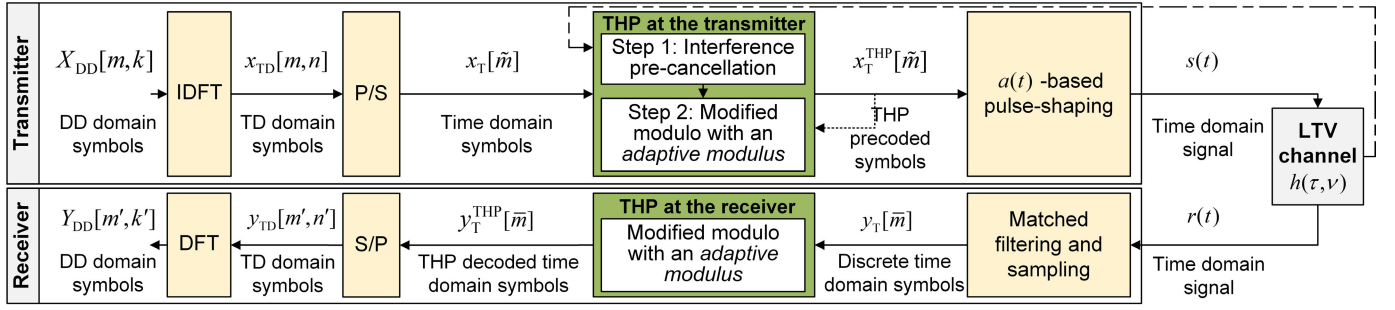 Transmitter
X_DD[m,k]
DD domain
symbols
IDFT
x_TD[m,n]
TD domain
symbols
P/S
x_T[m̃]
Time domain
symbols
THP at the transmitter
Step 1: Interference
pre-cancellation
Step 2: Modified
modulo with an
adaptive modulus
x_T^THP[m̃]
THP
precoded
symbols
a(t) -based
pulse-shaping
s(t)
Time domain
signal
LTV
channel
h(τ,ν)
Receiver
Y_DD[m′,k′]
DD domain
symbols
DFT
y_TD[m′,n′]
TD domain
symbols
S/P
y_T^THP[m̄]
THP decoded time
domain symbols
THP at the receiver
Modified modulo
with an adaptive
modulus
y_T[m̄]
Discrete time
domain symbols
Matched
filtering and
sampling
r(t)
Time domain
signal